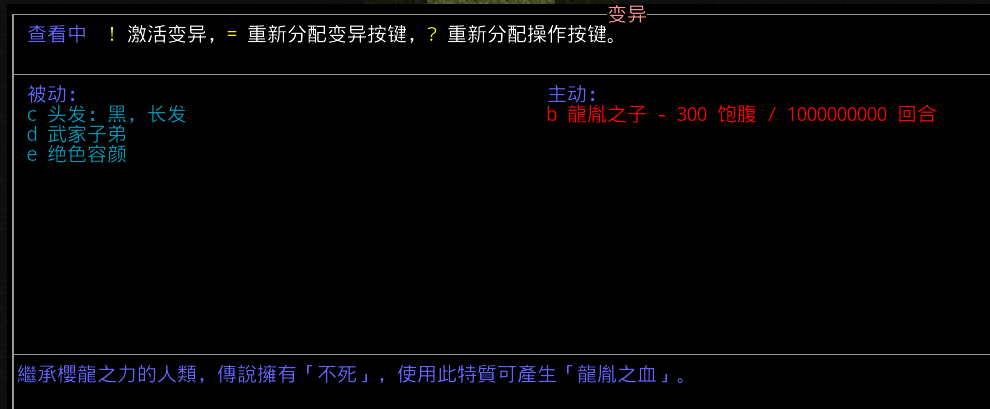 变异
查看中 ! 激活变异, = 重新分配变异按键, ? 重新分配操作按键。
被动:
主动:
c 头发: 黑, 长发
b 龍胤之子 - 300 饱腹 / 1000000000 回合
d 武家子弟
e 绝色容颜
繼承櫻龍之力的人類, 傳說擁有「不死」, 使用此特質可產生「龍胤之血」。